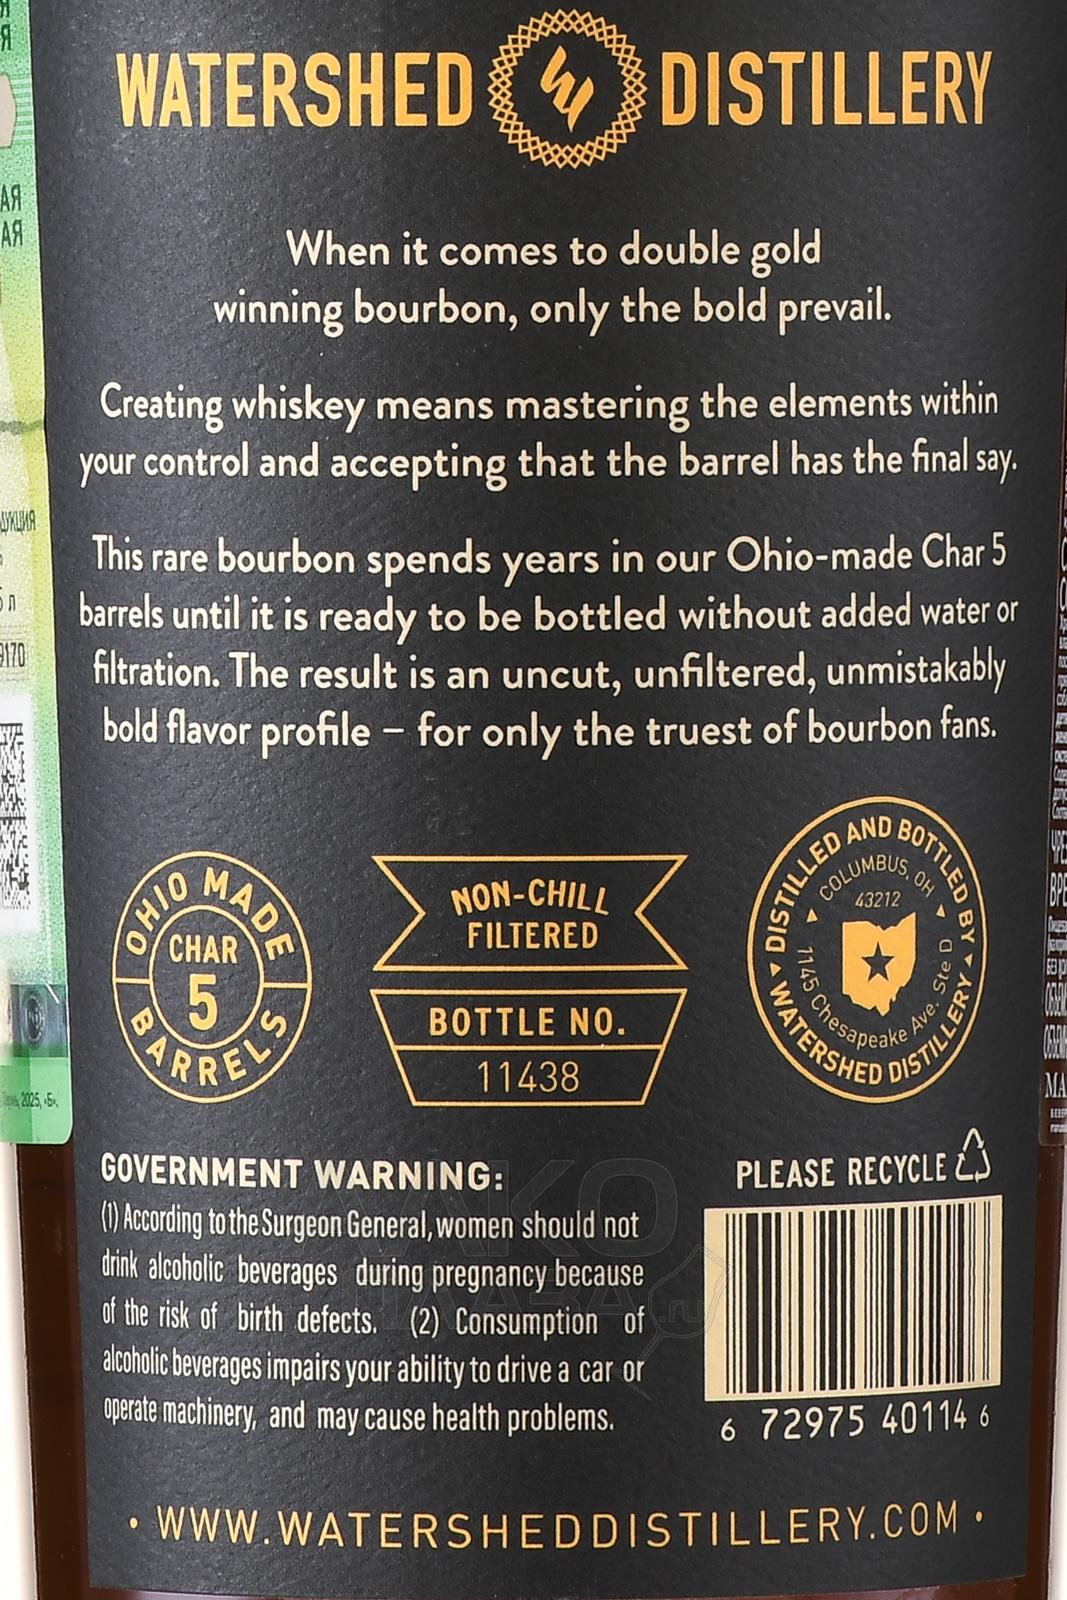 WATERSHED DISTILLERY
When it comes to double gold
winning bourbon, only the bold prevail.
Creating whiskey means mastering the elements within
your control and accepting that the barrel has the final say.
This rare bourbon spends years in our Ohio-made Char 5
barrels until it is ready to be bottled without added water or
filtration. The result is an uncut, unfiltered, unmistakably
bold flavor profile – for only the truest of bourbon fans.
OHIO MADE
CHAR
5
BARRELS
NON-CHILL
FILTERED
BOTTLE NO.
11438
DISTILLED AND BOTTLED BY
COLUMBUS, OH
43212
1145 Chesapeake Ave. Ste D
WATERSHED DISTILLERY
GOVERNMENT WARNING:
(1) According to the Surgeon General, women should not
drink alcoholic beverages during pregnancy because
of the risk of birth defects. (2) Consumption of
alcoholic beverages impairs your ability to drive a car or
operate machinery, and may cause health problems.
PLEASE RECYCLE
6 72975 40114 6
• WWW.WATERSHEDDISTILLERY.COM •
АЛКО
ПЛАЗА.ru
2025, «Б».